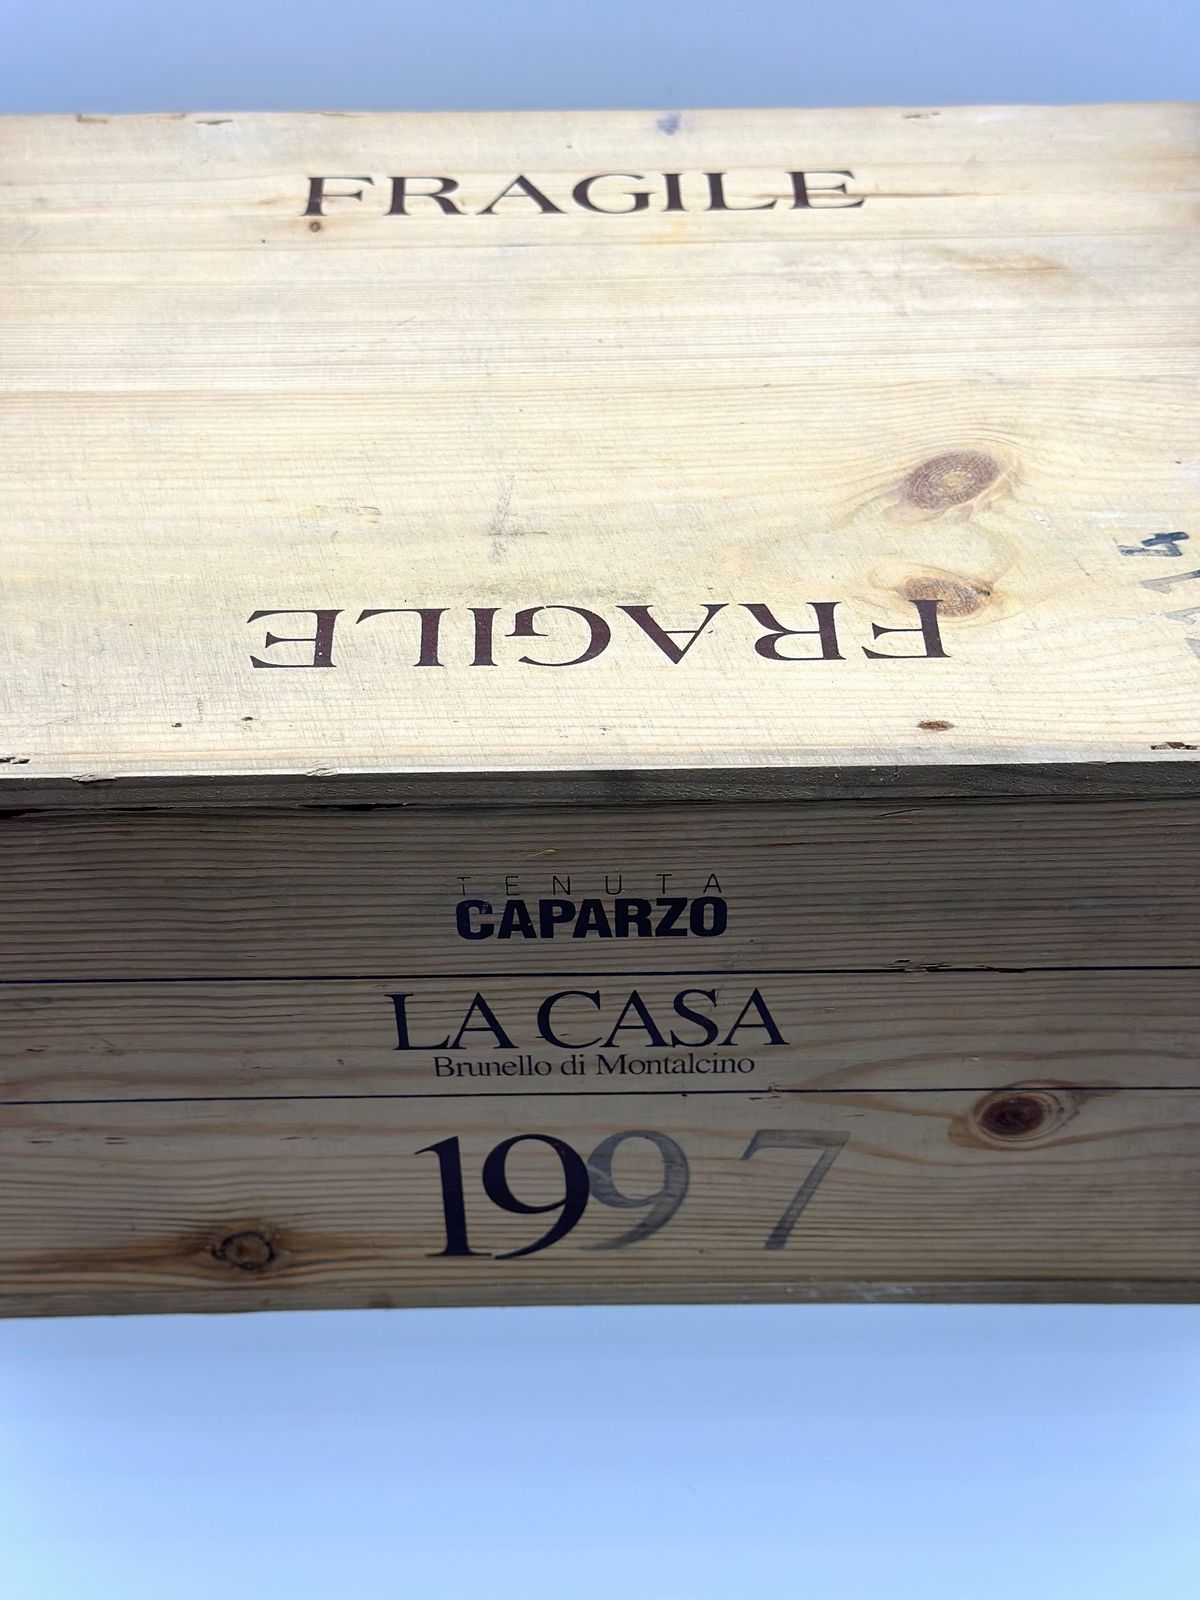 FRAGILE
FRAGILE
TENUTA
CAPARZO
LA CASA
Brunello di Montalcino
1997